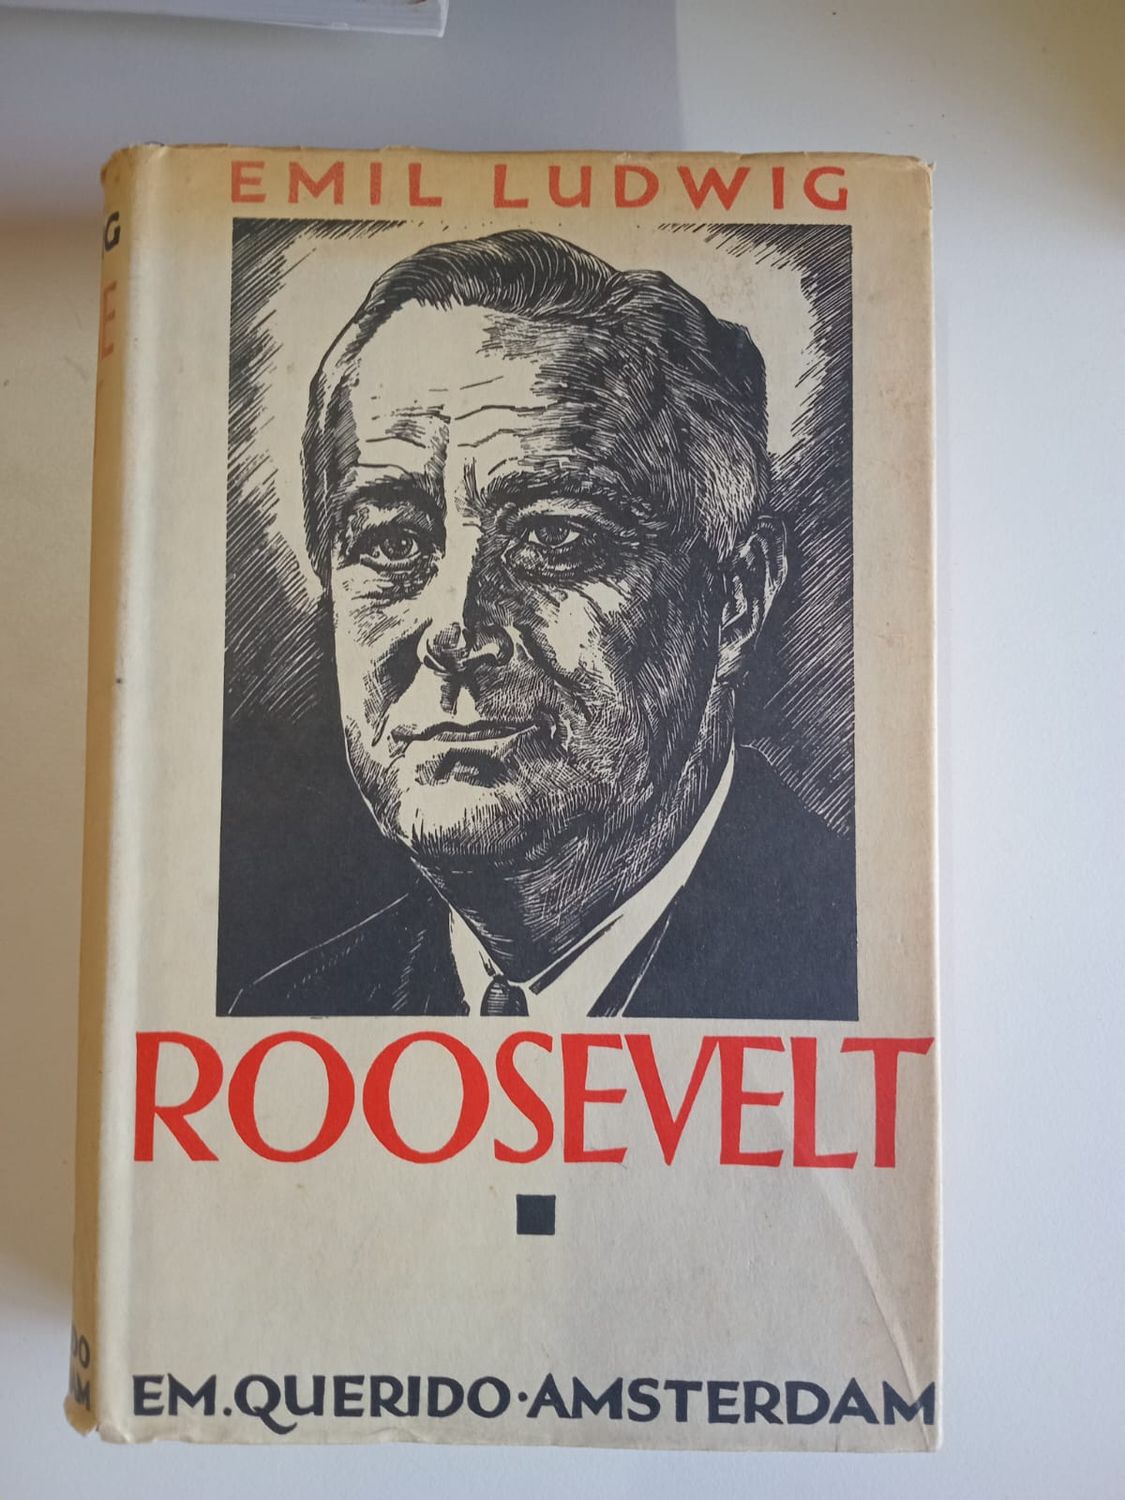 EMIL LUDWIG
ROOSEVELT
EM. QUERIDO · AMSTERDAM